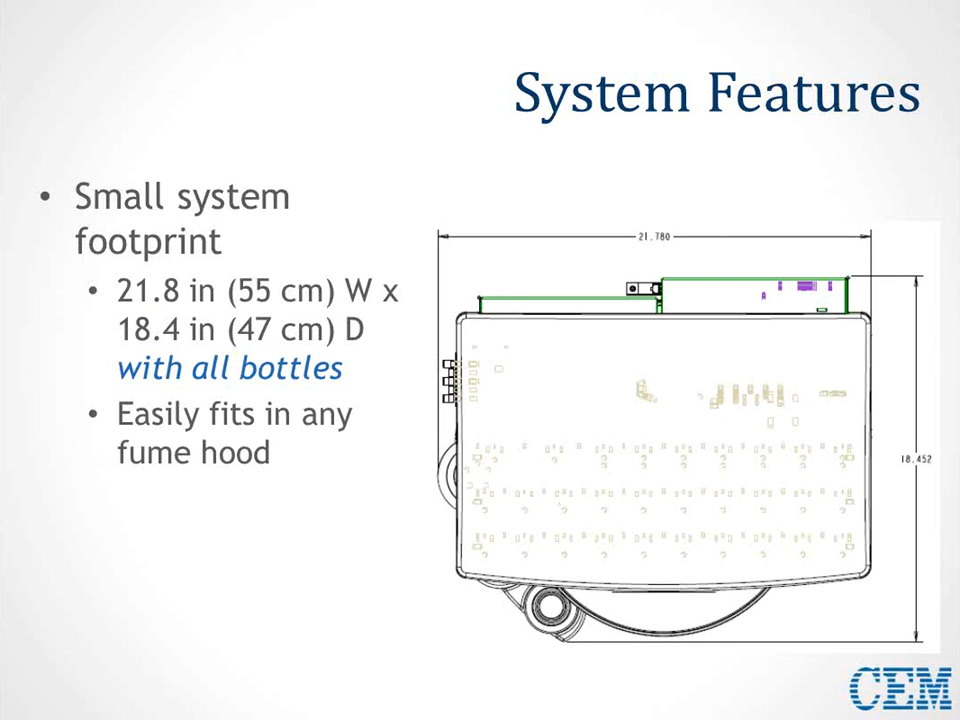 System Features
• Small system
footprint
• 21.8 in (55 cm) W x
18.4 in (47 cm) D
with all bottles
• Easily fits in any
fume hood
21.780
18.452
CEM